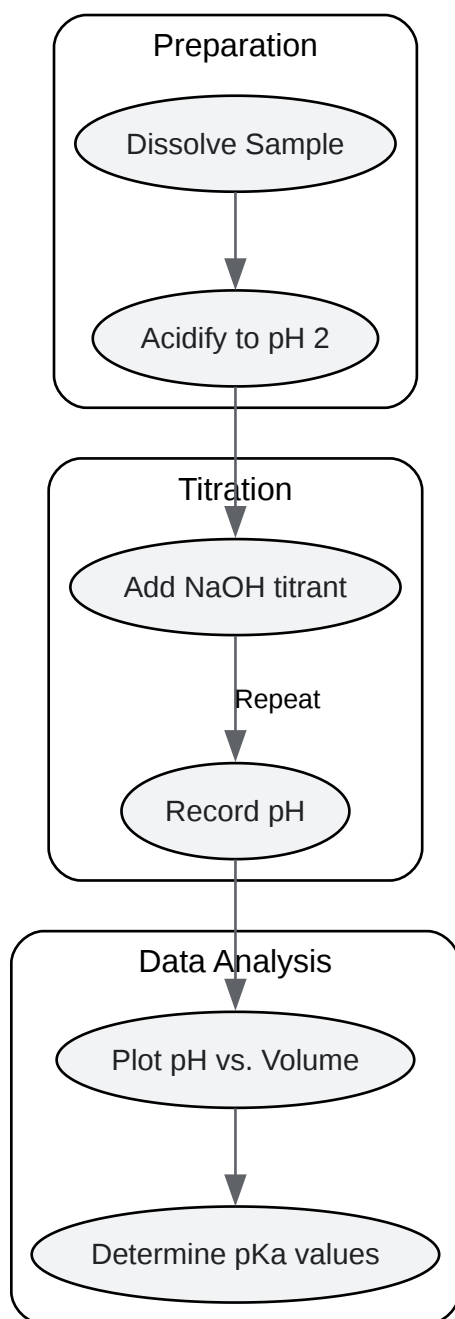 Preparation
Dissolve Sample
Acidify to pH 2
Titration
Add NaOH titrant
Repeat
Record pH
Data Analysis
Plot pH vs. Volume
Determine pKa values